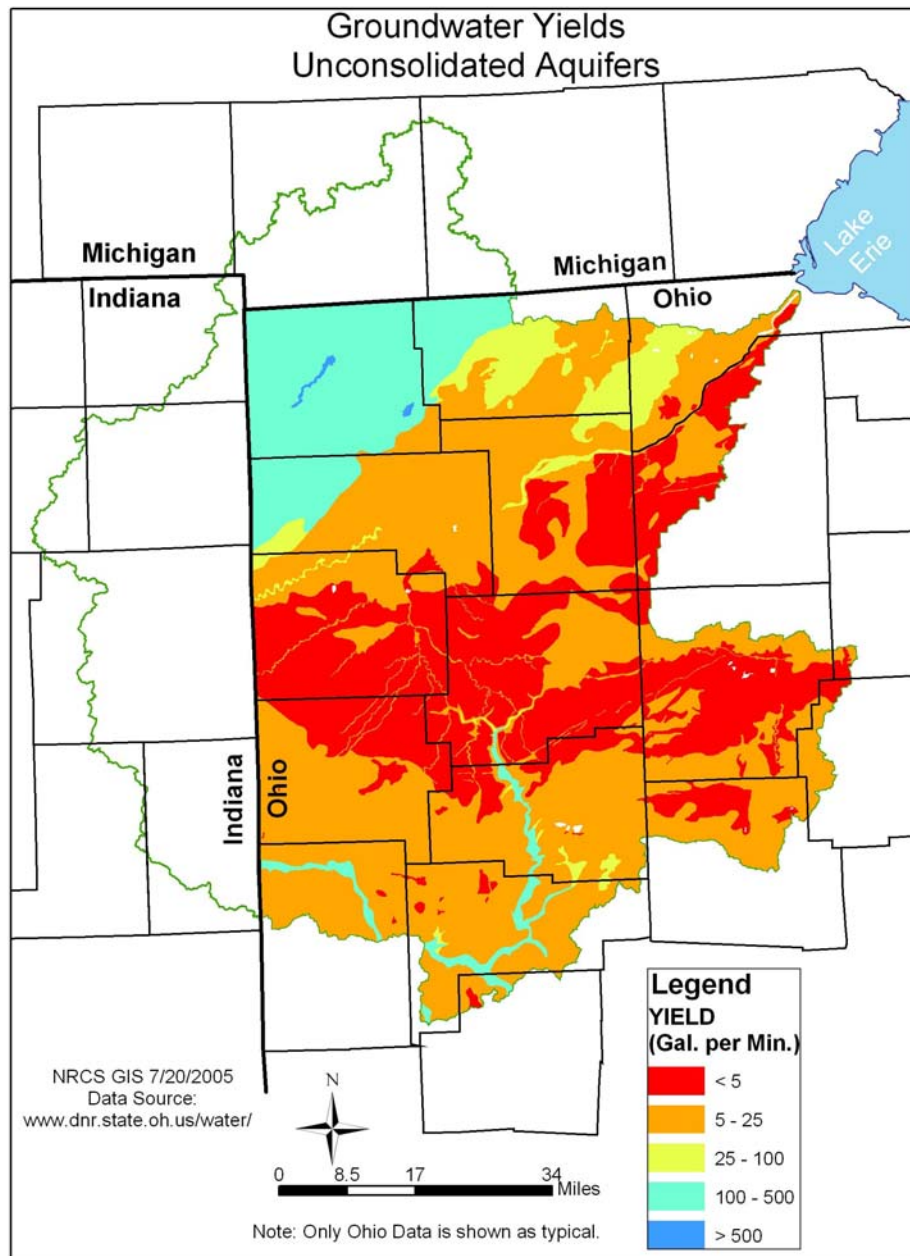 Groundwater Yields
Unconsolidated Aquifers
Michigan
Indiana
Michigan
Ohio
Lake
Erie
Indiana
Ohio
Legend
YIELD
(Gal. per Min.)
< 5
5 - 25
25 - 100
100 - 500
> 500
NRCS GIS 7/20/2005
Data Source:
www.dnr.state.oh.us/water/
N
0 8.5 17 34
Miles
Note: Only Ohio Data is shown as typical.